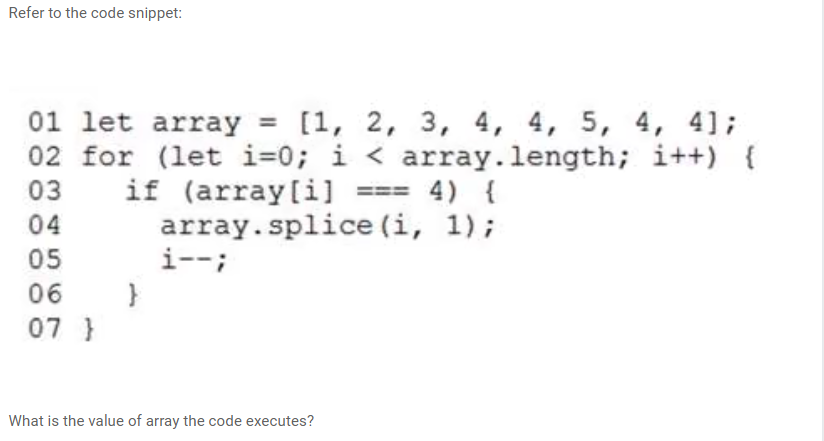 Refer to the code snippet:
01 let array = [1, 2, 3, 4, 4, 5, 4, 4];
02 for (let i=0; i < array.length; i++) {
03 if (array[i] === 4) {
04 array.splice(i, 1);
05 i--;
06 }
07 }
What is the value of array the code executes?